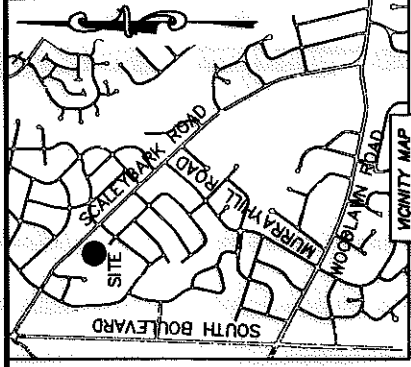 SCALEYBARK ROAD
SITE
MURRAYHILL
ROAD
SOUTH BOULEVARD
WOODLAWN ROAD
VICINITY MAP